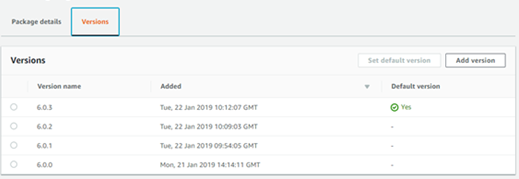 Package details Versions
Versions Set default version Add version
Version name Added Default version
6.0.3 Tue, 22 Jan 2019 10:12:07 GMT Yes
6.0.2 Tue, 22 Jan 2019 10:09:03 GMT -
6.0.1 Tue, 22 Jan 2019 09:54:05 GMT -
6.0.0 Mon, 21 Jan 2019 14:14:11 GMT -